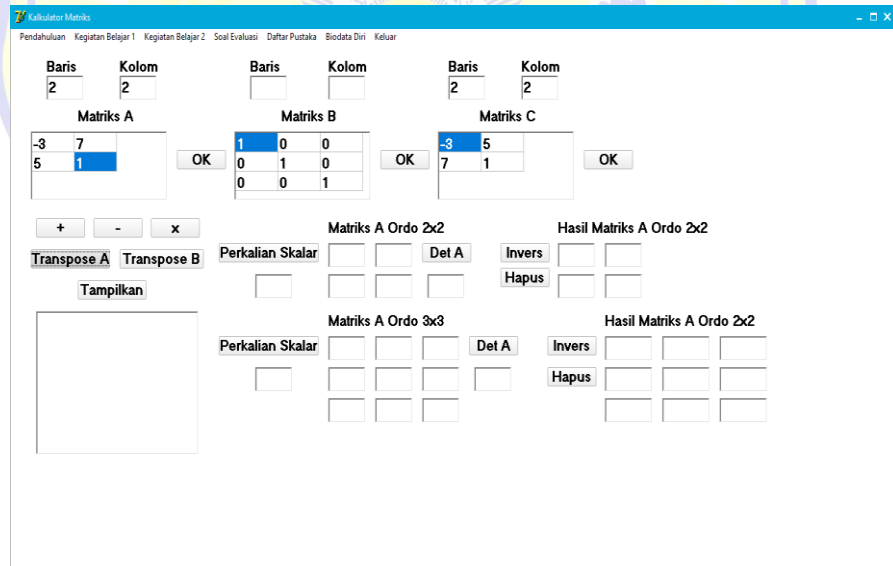 Kalkulator Matriks
Pendahuluan Kegiatan Belajar 1 Kegiatan Belajar 2 Soal Evaluasi Daftar Pustaka Biodata Diri Keluar
Baris Kolom Baris Kolom Baris Kolom
2 2 2 2
Matriks A Matriks B Matriks C
-3 7 1 0 0 -3 5
5 1 OK 0 1 0 OK 7 1 OK
0 0 1
+ - x Matriks A Ordo 2x2 Hasil Matriks A Ordo 2x2
Transpose A Transpose B Perkalian Skalar Det A Invers
Tampilkan Hapus
Matriks A Ordo 3x3 Hasil Matriks A Ordo 2x2
Perkalian Skalar Det A Invers
Hapus